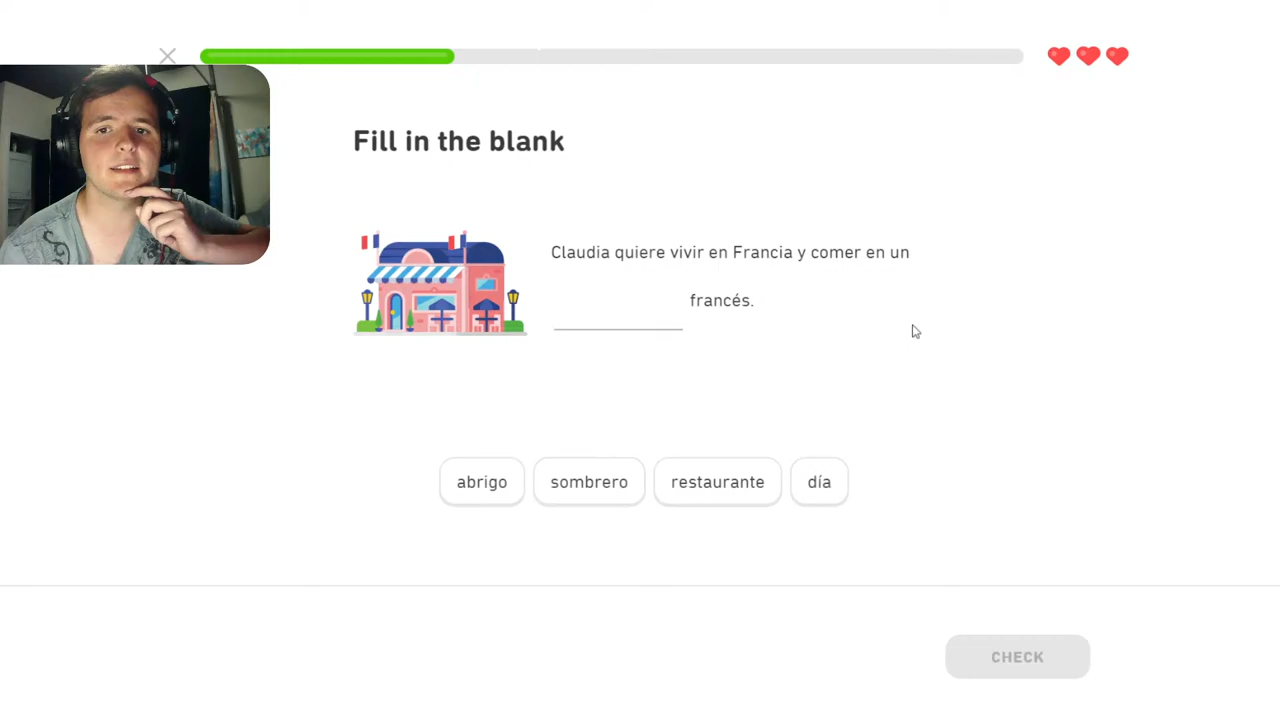 Fill in the blank
Claudia quiere vivir en Francia y comer en un
francés.
abrigo sombrero restaurante día
CHECK